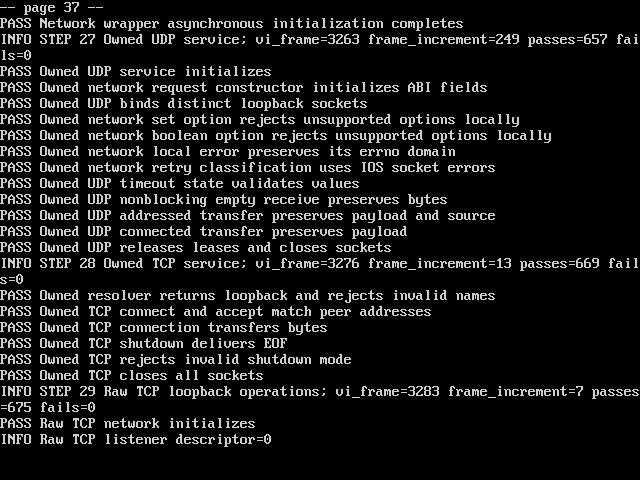 -- page 37 --
PASS Network wrapper asynchronous initialization completes
INFO STEP 27 Owned UDP service; vi_frame=3263 frame_increment=249 passes=657 fai
ls=0
PASS Owned UDP service initializes
PASS Owned network request constructor initializes ABI fields
PASS Owned UDP binds distinct loopback sockets
PASS Owned network set option rejects unsupported options locally
PASS Owned network boolean option rejects unsupported options locally
PASS Owned network local error preserves its errno domain
PASS Owned network retry classification uses IOS socket errors
PASS Owned UDP timeout state validates values
PASS Owned UDP nonblocking empty receive preserves bytes
PASS Owned UDP addressed transfer preserves payload and source
PASS Owned UDP connected transfer preserves payload
PASS Owned UDP releases leases and closes sockets
INFO STEP 28 Owned TCP service; vi_frame=3276 frame_increment=13 passes=669 fail
s=0
PASS Owned resolver returns loopback and rejects invalid names
PASS Owned TCP connect and accept match peer addresses
PASS Owned TCP connection transfers bytes
PASS Owned TCP shutdown delivers EOF
PASS Owned TCP rejects invalid shutdown mode
PASS Owned TCP closes all sockets
INFO STEP 29 Raw TCP loopback operations; vi_frame=3283 frame_increment=7 passes
=675 fails=0
PASS Raw TCP network initializes
INFO Raw TCP listener descriptor=0